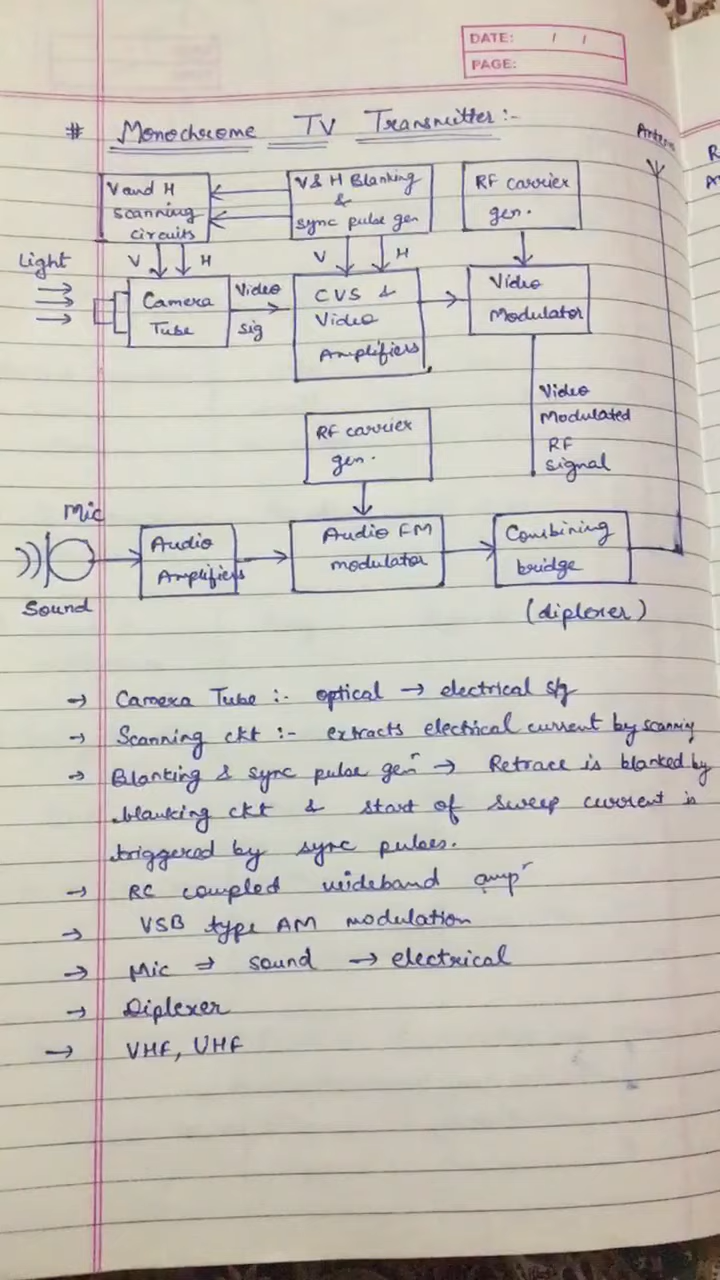 DATE: / /
PAGE:
# Monochrome TV Transmitter :-
Antenna
V and H
scanning
circuits
V & H Blanking
&
sync pulse gen
RF carrier
gen.
Light
V H
V H
Camera
Tube
Video
sig
CVS &
Video
Amplifiers
Video
Modulator
Video
Modulated
RF
signal
RF carrier
gen.
Mic
Sound
Audio
Amplifiers
Audio FM
modulator
Combining
bridge
(diplexer)
→ Camera Tube :- optical → electrical s/g
→ Scanning ckt :- extracts electrical current by scanning
→ Blanking & sync pulse genⁿ → Retrace is blanked by
blanking ckt & start of sweep current is
triggered by sync pulses.
→ RC coupled wideband ampʳ
→ VSB type AM modulation
→ Mic → sound → electrical
→ Diplexer
→ VHF, UHF
R